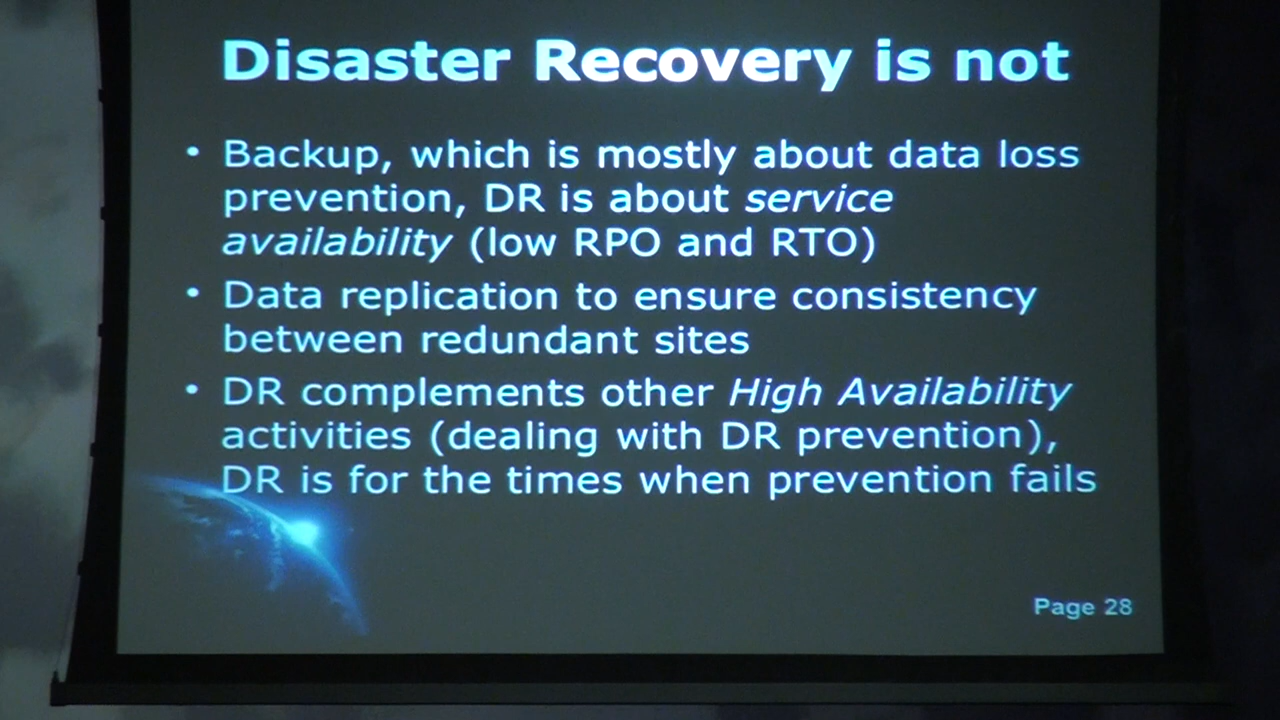 Disaster Recovery is not
• Backup, which is mostly about data loss
prevention, DR is about service
availability (low RPO and RTO)
• Data replication to ensure consistency
between redundant sites
• DR complements other High Availability
activities (dealing with DR prevention),
DR is for the times when prevention fails
Page 28